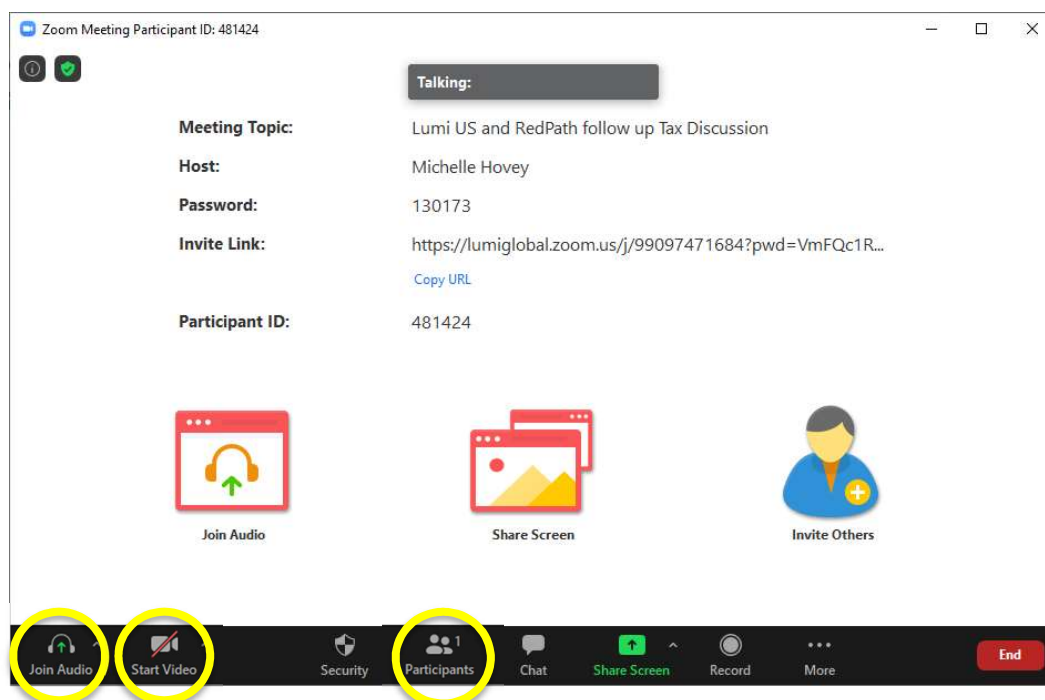 Zoom Meeting Participant ID: 481424
Talking:
Meeting Topic: Lumi US and RedPath follow up Tax Discussion
Host: Michelle Hovey
Password: 130173
Invite Link: https://lumiglobal.zoom.us/j/99097471684?pwd=VmFQc1R...
Copy URL
Participant ID: 481424
Join Audio Share Screen Invite Others
Join Audio Start Video Security Participants 1 Chat Share Screen Record More End